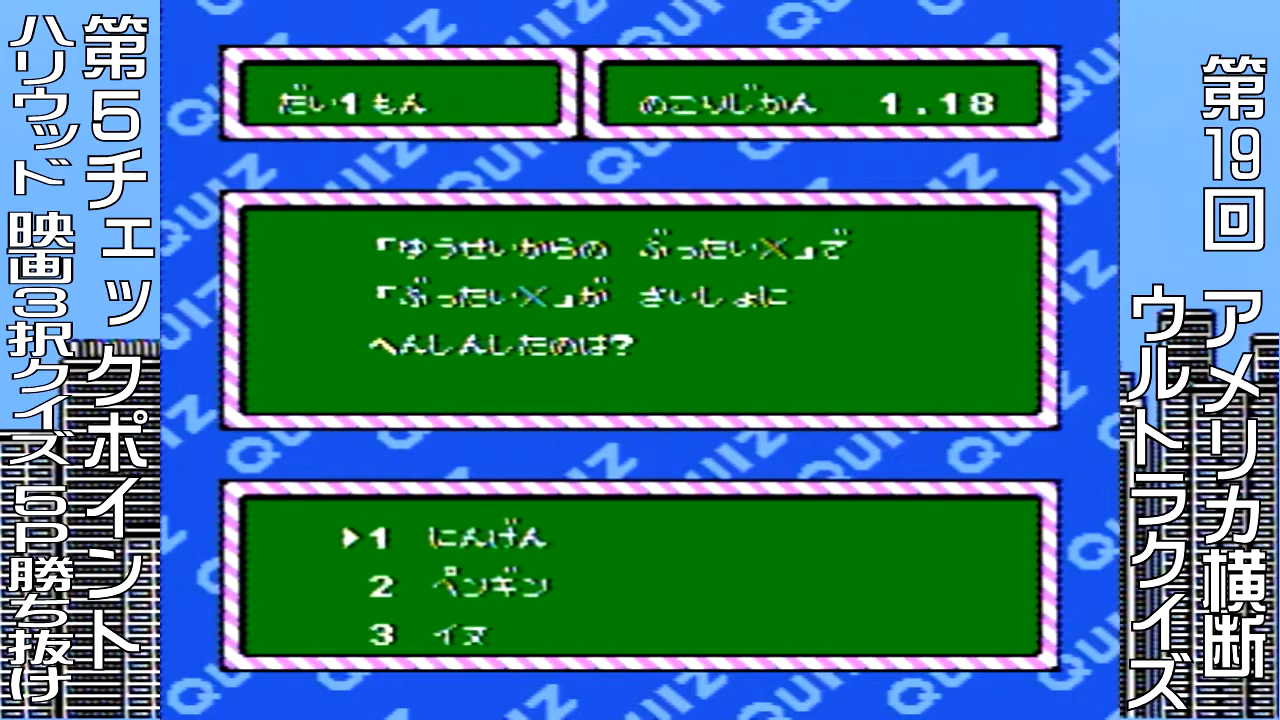 第5チェックポイント
ハリウッド 映画3択クイズ 5P勝ち抜け
だい1もん
のこりじかん 1.18
「ゆうせいからの ぶったいX」で
「ぶったいX」が さいしょに
へんしんしたのは?
▶1 にんげん
2 ペンギン
3 イヌ
第19回 アメリカ横断
ウルトラクイズ
QUIZ